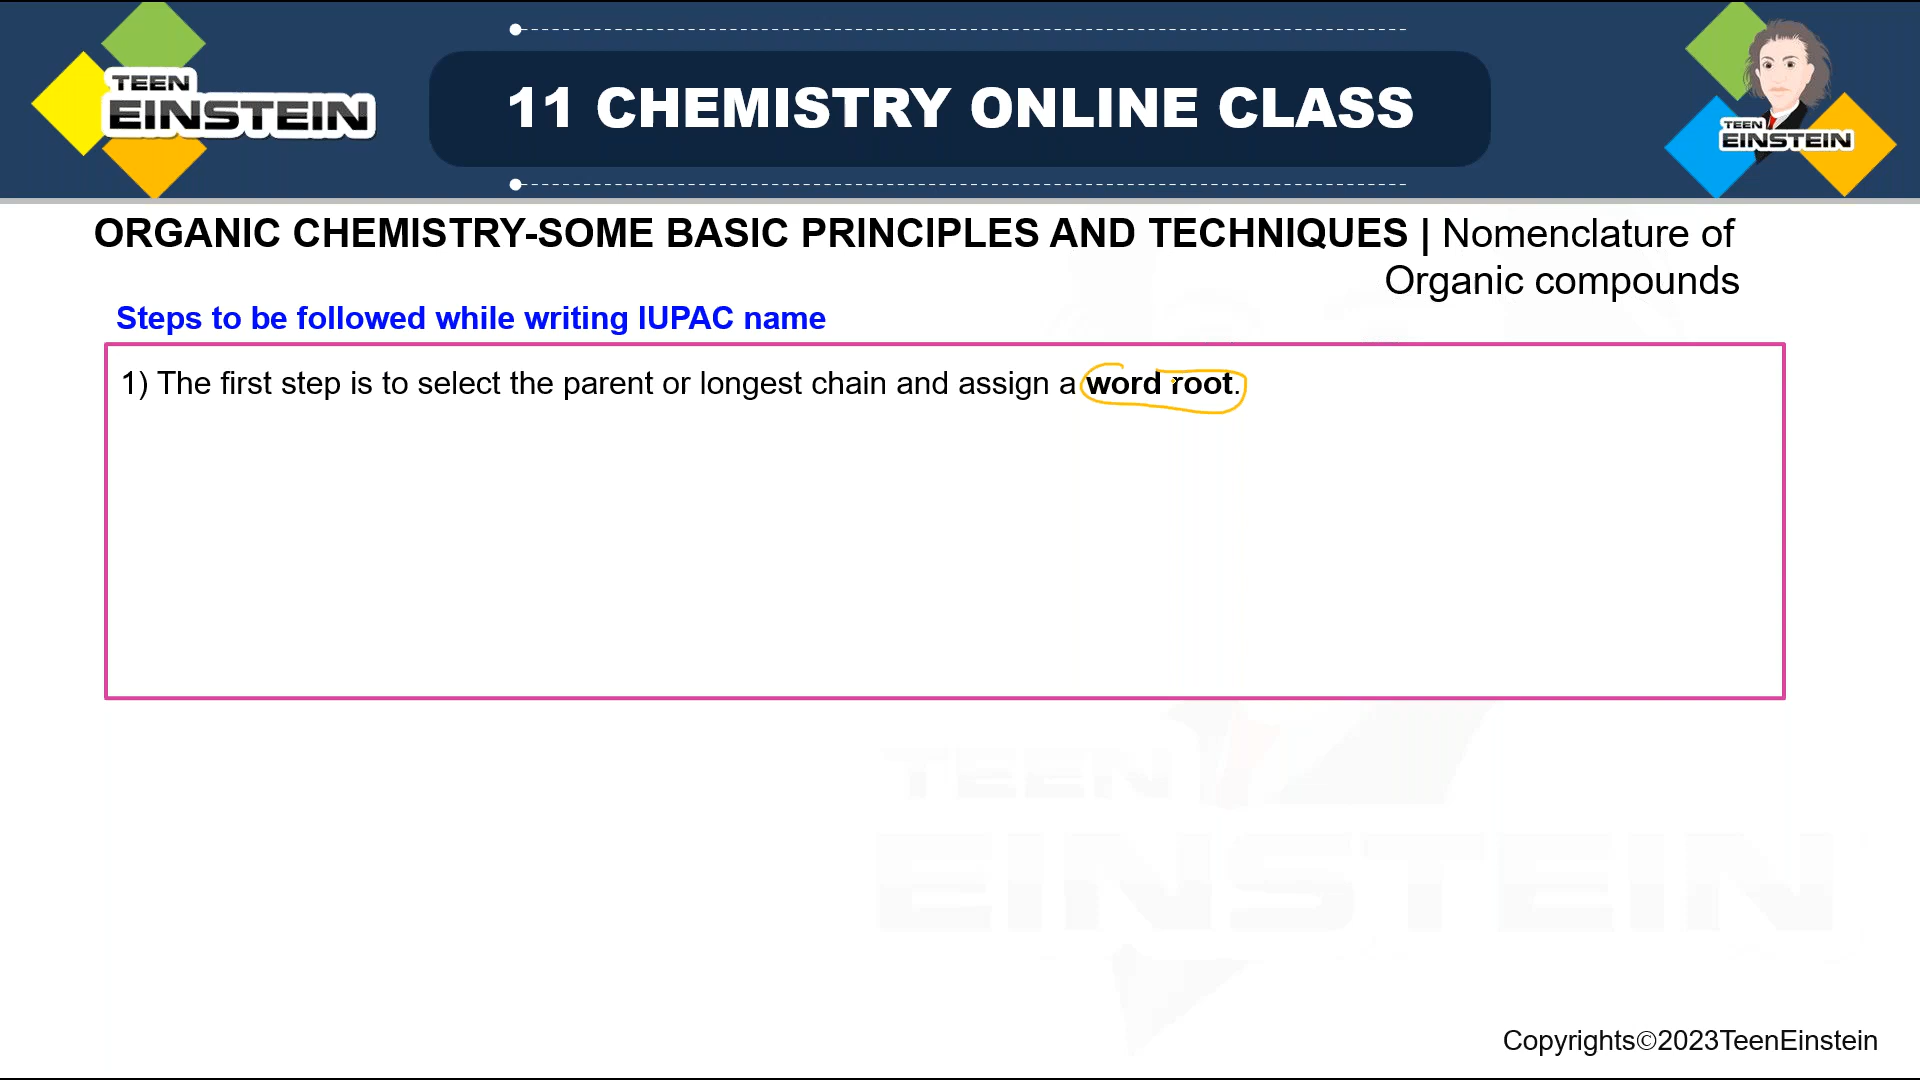 TEEN
EINSTEIN
11 CHEMISTRY ONLINE CLASS
TEEN
EINSTEIN
ORGANIC CHEMISTRY-SOME BASIC PRINCIPLES AND TECHNIQUES | Nomenclature of
Organic compounds
Steps to be followed while writing IUPAC name
1) The first step is to select the parent or longest chain and assign a word root.
TEEN
EINSTEIN
Copyrights©2023TeenEinstein